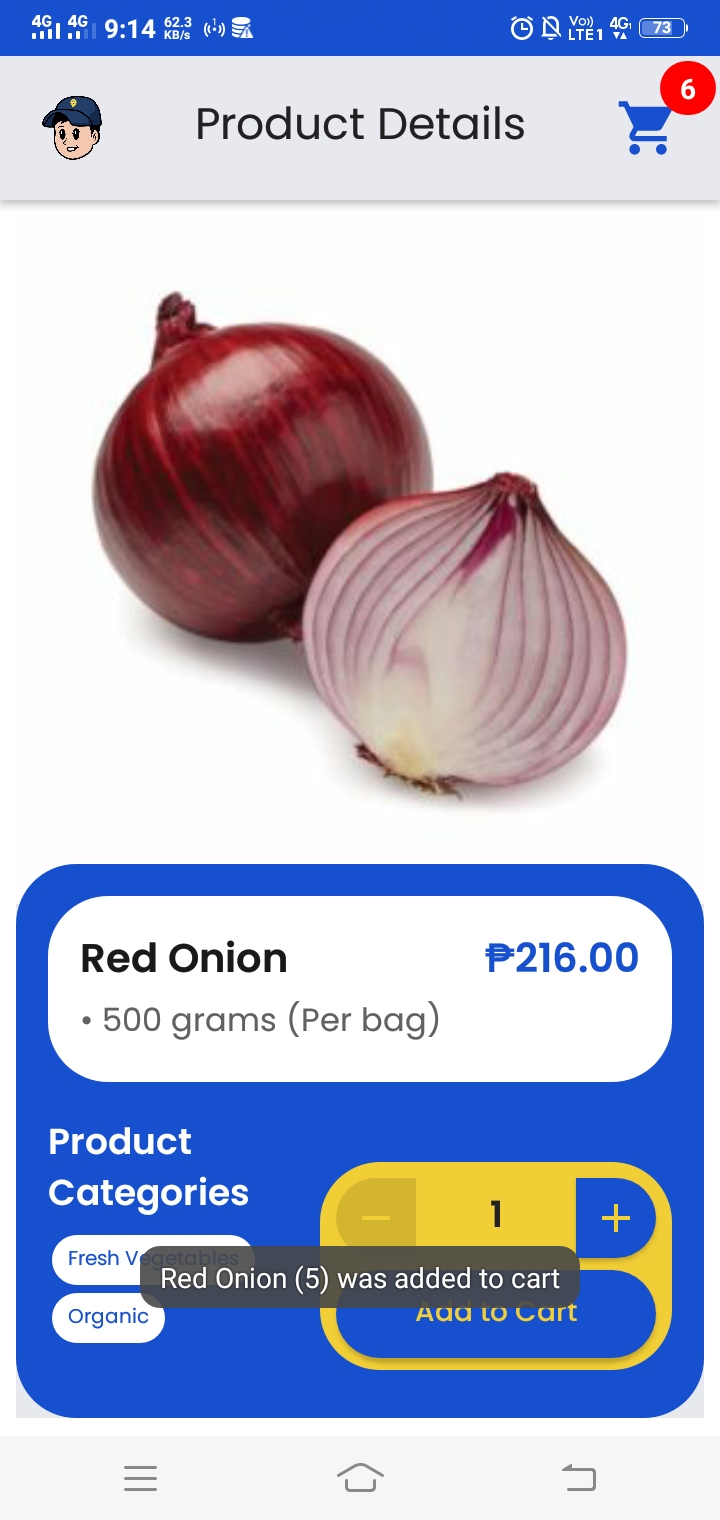 4G 4G 9:14 62.3 KB/s Vo)) LTE1 4G 73
6
Product Details
Red Onion ₱216.00
• 500 grams (Per bag)
Product
Categories
1
Fresh Vegetables
Red Onion (5) was added to cart
Add to Cart
Organic